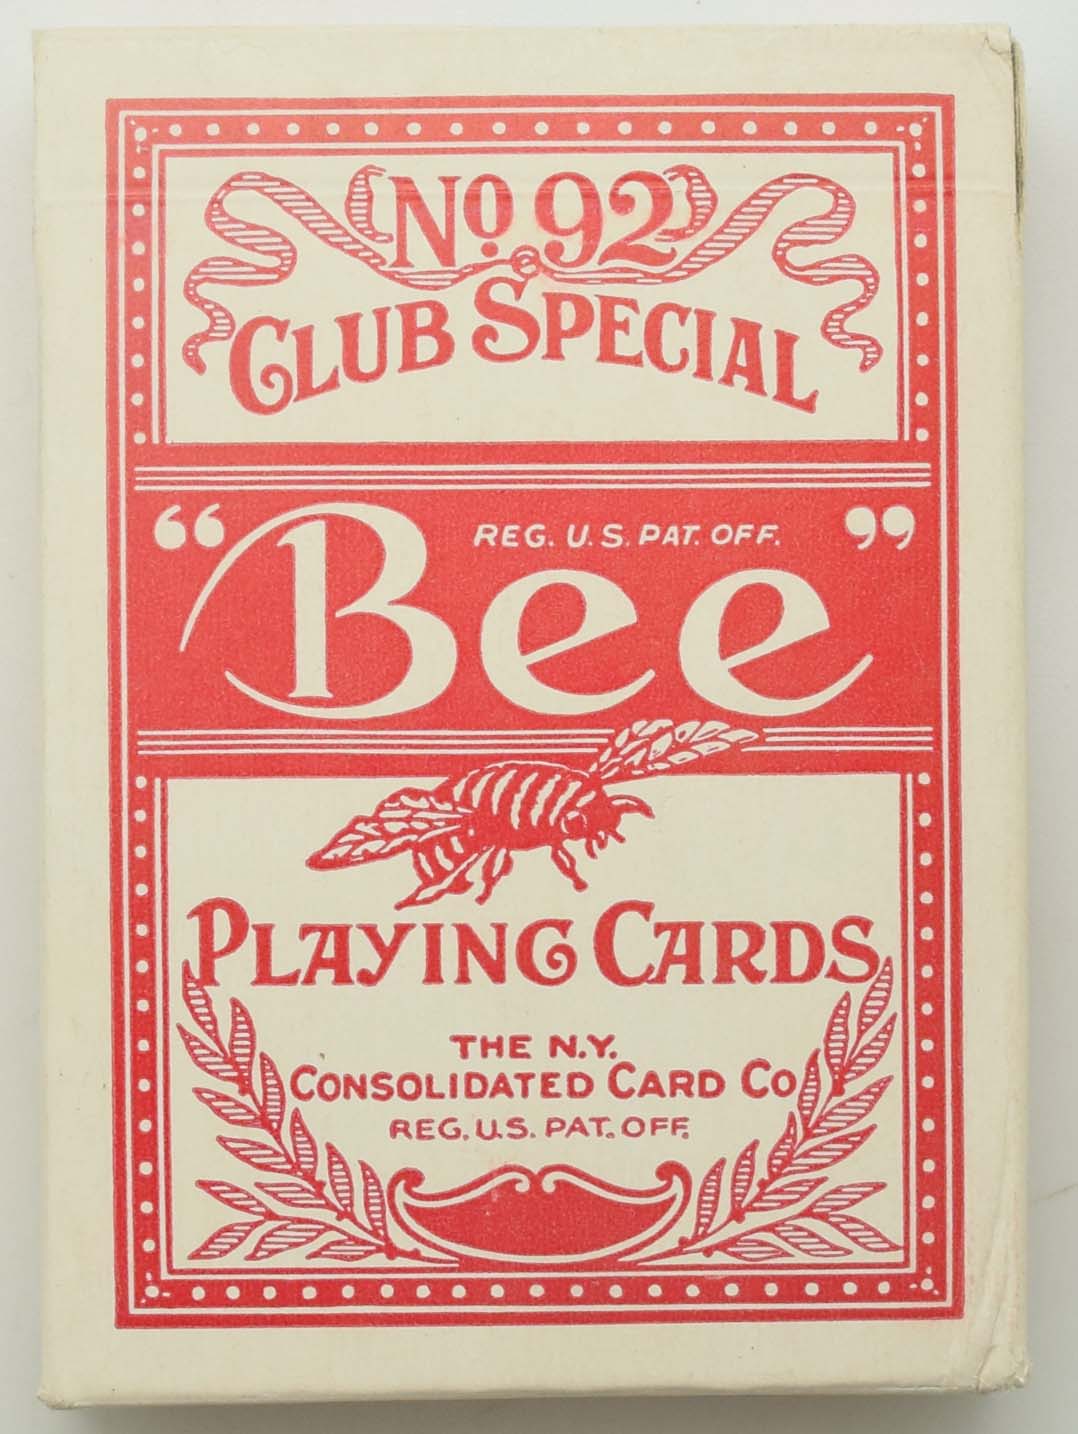 No 92
CLUB SPECIAL
“Bee”
REG. U.S. PAT. OFF.
PLAYING CARDS
THE N.Y.
CONSOLIDATED CARD CO
REG. U.S. PAT. OFF.